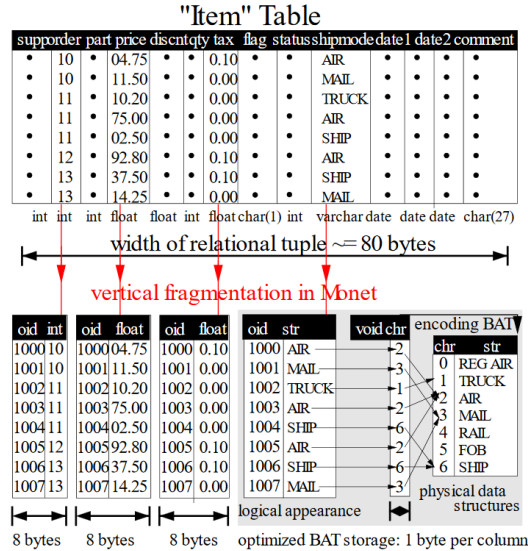 "Item" Table
supp order part price discnt qty tax flag status shipmode date1 date2 comment
• 10 • 04.75 • • 0.10 • • AIR • • •
• 10 • 11.50 • • 0.00 • • MAIL • • •
• 11 • 10.20 • • 0.00 • • TRUCK • • •
• 11 • 75.00 • • 0.00 • • AIR • • •
• 11 • 02.50 • • 0.00 • • SHIP • • •
• 12 • 92.80 • • 0.10 • • AIR • • •
• 13 • 37.50 • • 0.10 • • SHIP • • •
• 13 • 14.25 • • 0.00 • • MAIL • • •
int int int float float int float char(1) int varchar date date date char(27)
width of relational tuple ~= 80 bytes
vertical fragmentation in Monet
oid int
1000 10
1001 10
1002 11
1003 11
1004 11
1005 12
1006 13
1007 13
8 bytes
oid float
1000 04.75
1001 11.50
1002 10.20
1003 75.00
1004 02.50
1005 92.80
1006 37.50
1007 14.25
8 bytes
oid float
1000 0.10
1001 0.00
1002 0.00
1003 0.00
1004 0.00
1005 0.10
1006 0.10
1007 0.00
8 bytes
oid str
1000 AIR
1001 MAIL
1002 TRUCK
1003 AIR
1004 SHIP
1005 AIR
1006 SHIP
1007 MAIL
logical appearance
void chr
2
3
1
2
6
2
6
3
encoding BAT
chr str
0 REG AIR
1 TRUCK
2 AIR
3 MAIL
4 RAIL
5 FOB
6 SHIP
physical data
structures
optimized BAT storage: 1 byte per column